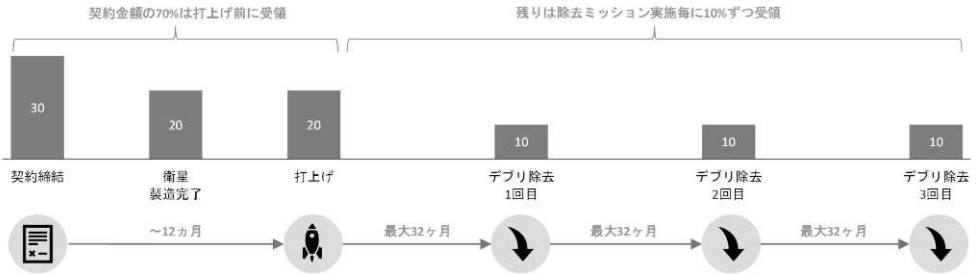 契約金額の70%は打上げ前に受領
残りは除去ミッション実施毎に10%ずつ受領
30
20
20
10
10
10
契約締結
衛星
製造完了
打上げ
デブリ除去
1回目
デブリ除去
2回目
デブリ除去
3回目
～12ヵ月
最大32ヶ月
最大32ヶ月
最大32ヶ月